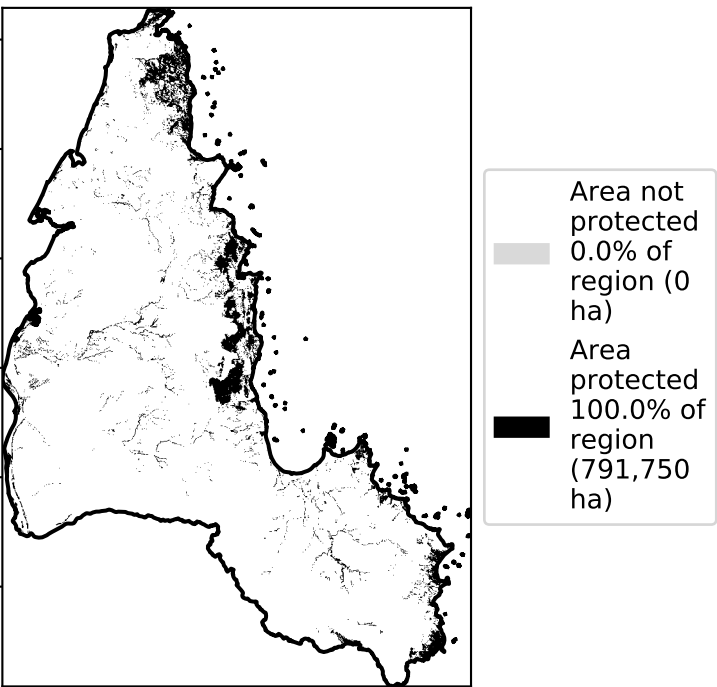 Area not
protected
0.0% of
region (0
ha)
Area
protected
100.0% of
region
(791,750
ha)